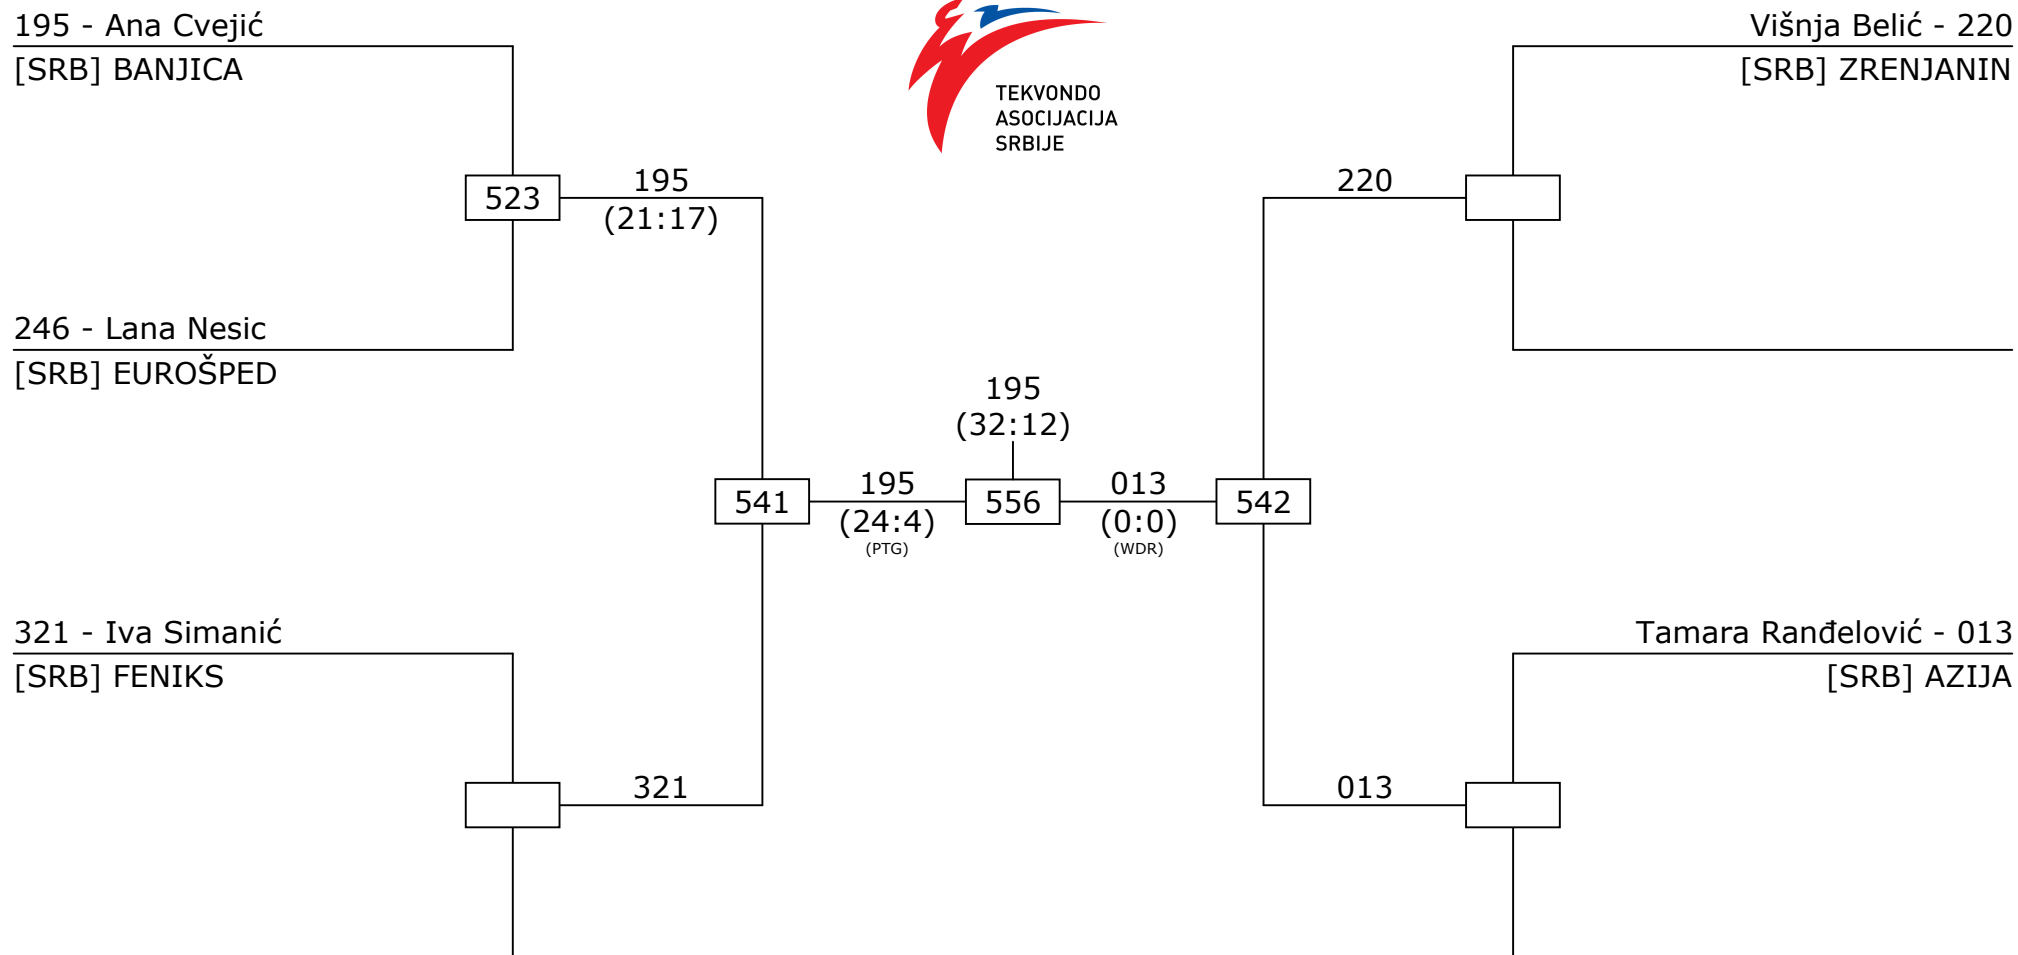 195 - Ana Cvejić
[SRB] BANJICA
TEKVONDO
ASOCIJACIJA
SRBIJE
Višnja Belić - 220
[SRB] ZRENJANIN
523
195
(21:17)
220
246 - Lana Nesic
[SRB] EUROŠPED
195
(32:12)
541
195
(24:4)
(PTG)
556
013
(0:0)
(WDR)
542
321 - Iva Simanić
[SRB] FENIKS
Tamara Ranđelović - 013
[SRB] AZIJA
321
013